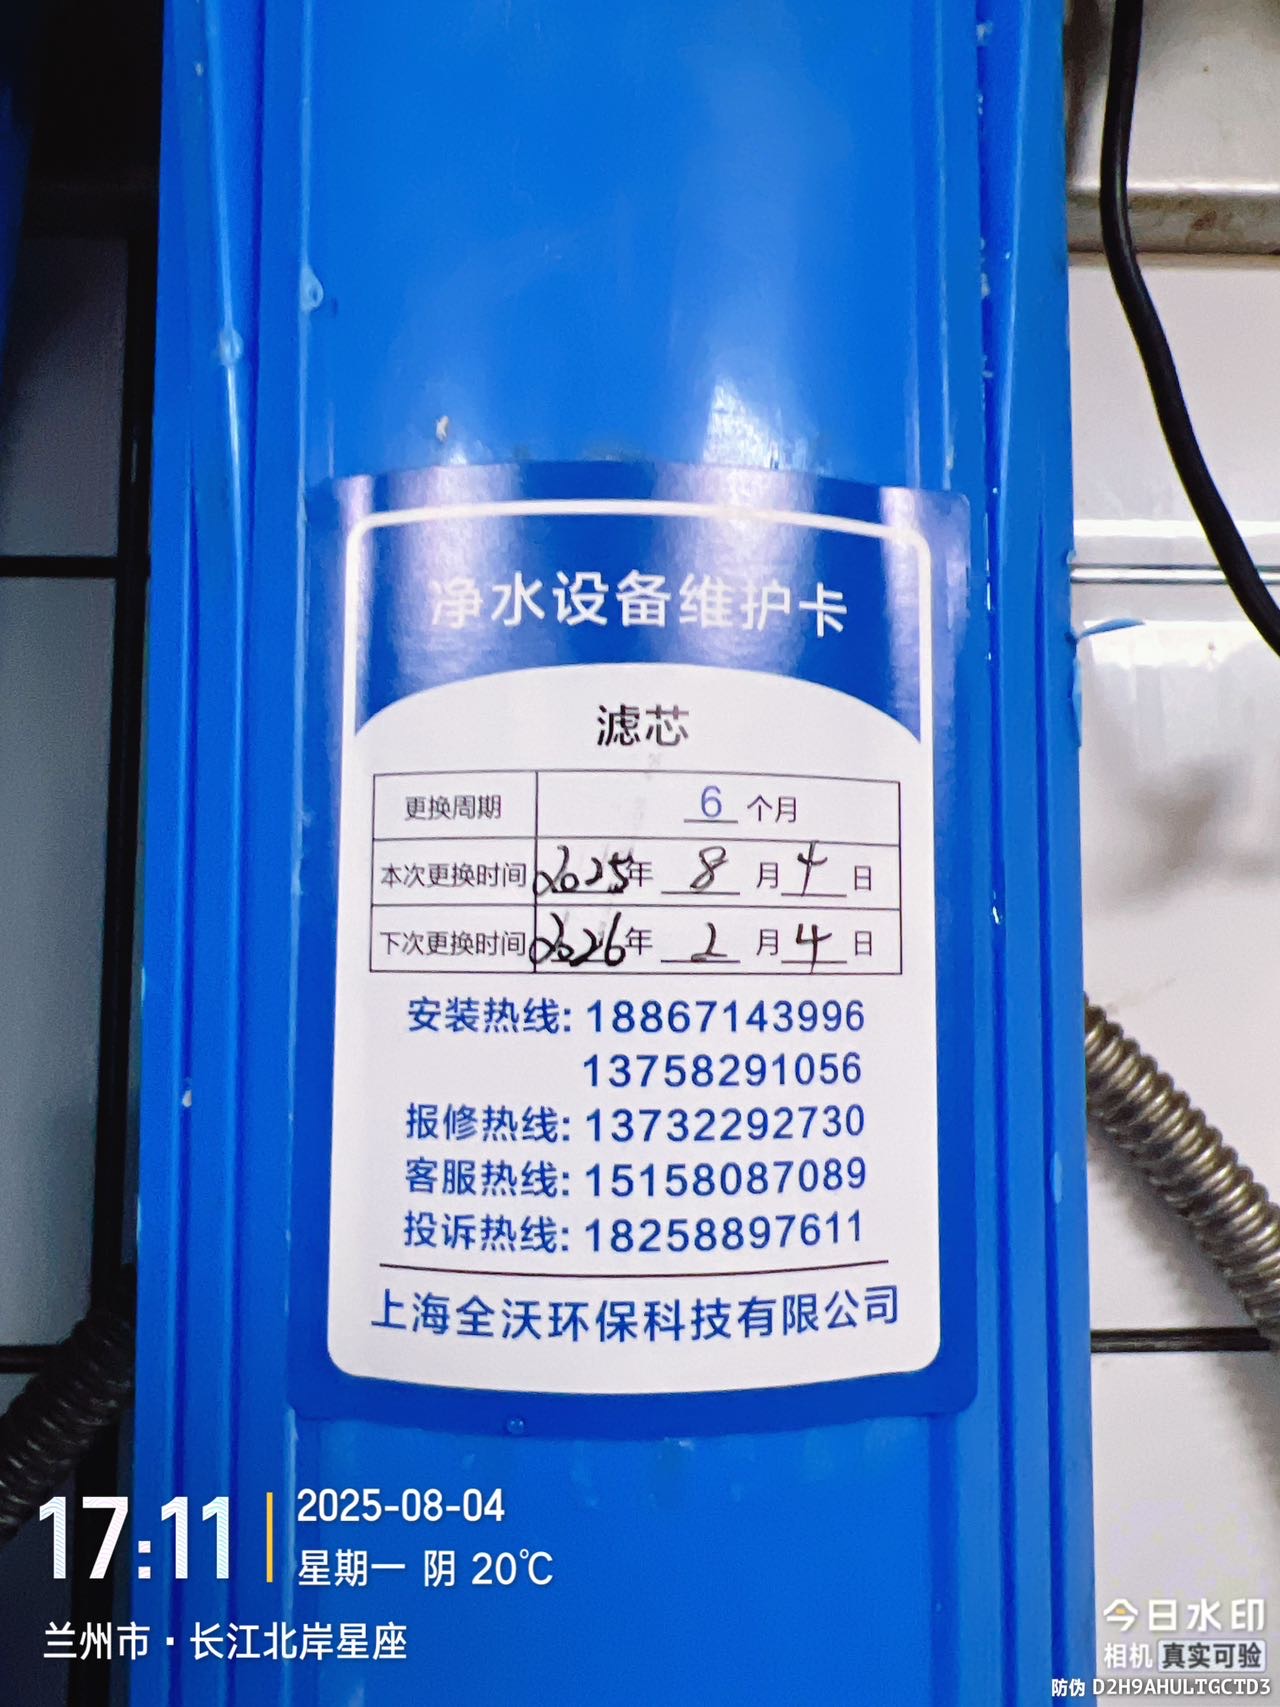 净水设备维护卡
滤芯
更换周期 6 个月
本次更换时间 2025年 8 月 4 日
下次更换时间 2026年 2 月 4 日
安装热线: 18867143996
13758291056
报修热线: 13732292730
客服热线: 15158087089
投诉热线: 18258897611
上海全沃环保科技有限公司
17:11 2025-08-04
星期一 阴 20℃
兰州市·长江北岸星座
今日水印
相机 真实可验
防伪 D2H9AHULTGCTD3